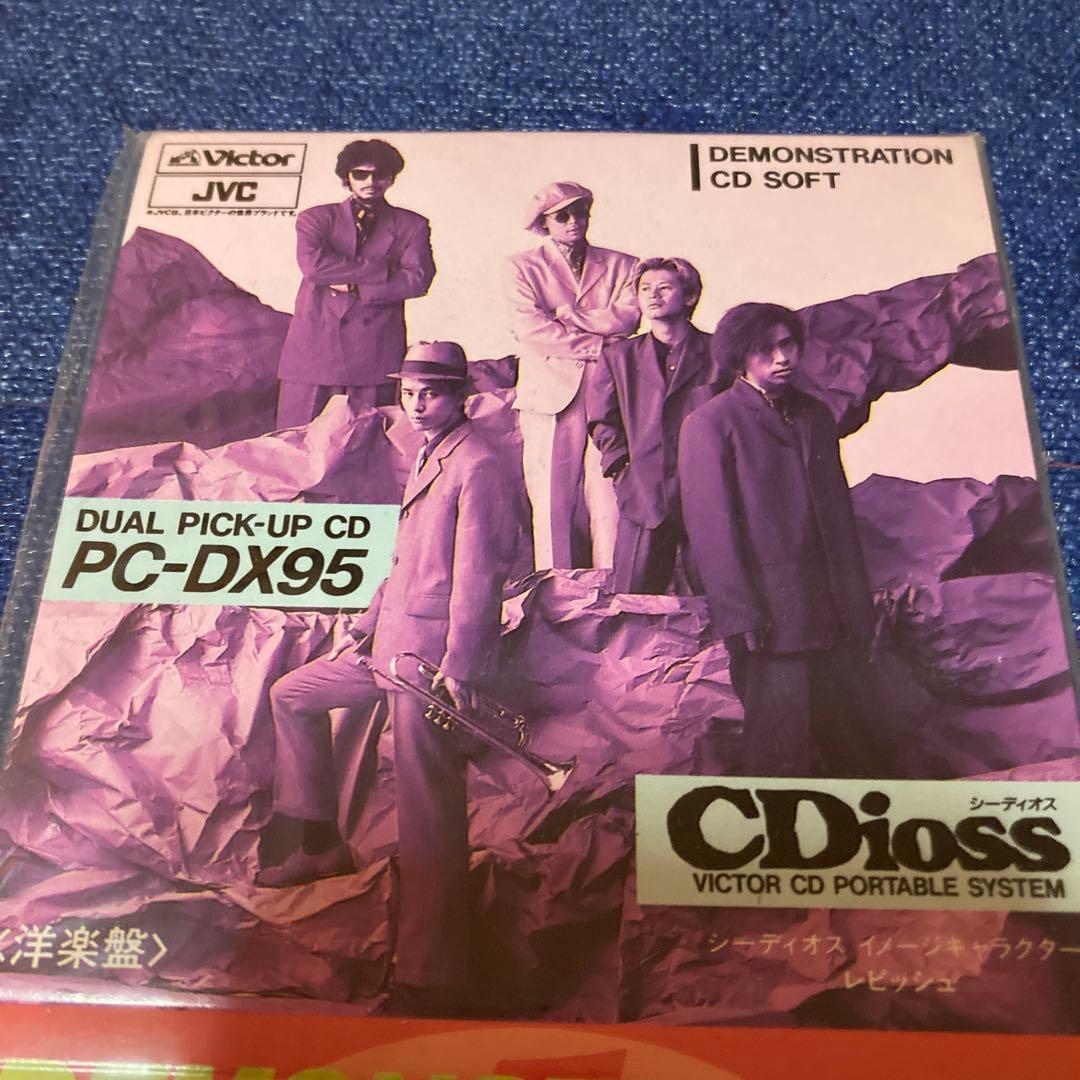 Victor
JVC
※JVCは、日本ビクターの世界ブランドです。
DEMONSTRATION
CD SOFT
DUAL PICK-UP CD
PC-DX95
シーディオス
CDioss
VICTOR CD PORTABLE SYSTEM
<洋楽盤>
シーディオス イメージキャラクター
レピッシュ